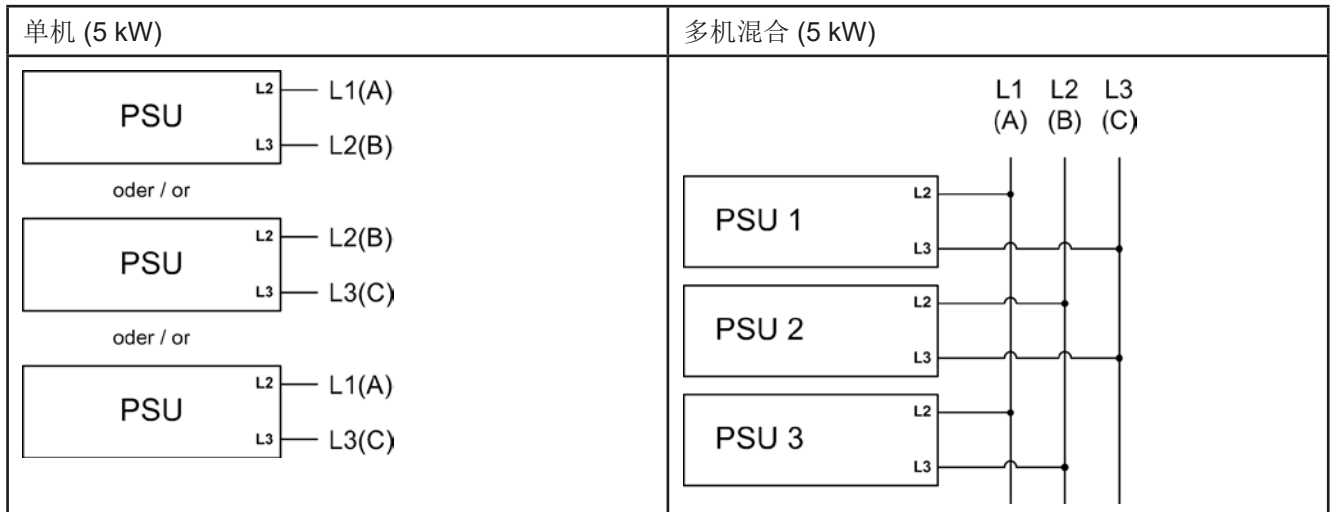 单机 (5 kW)
PSU
L2
L1(A)
L3
L2(B)
oder / or
PSU
L2
L2(B)
L3
L3(C)
oder / or
PSU
L2
L1(A)
L3
L3(C)
多机混合 (5 kW)
L1 L2 L3
(A) (B) (C)
PSU 1
L2
L3
PSU 2
L2
L3
PSU 3
L2
L3